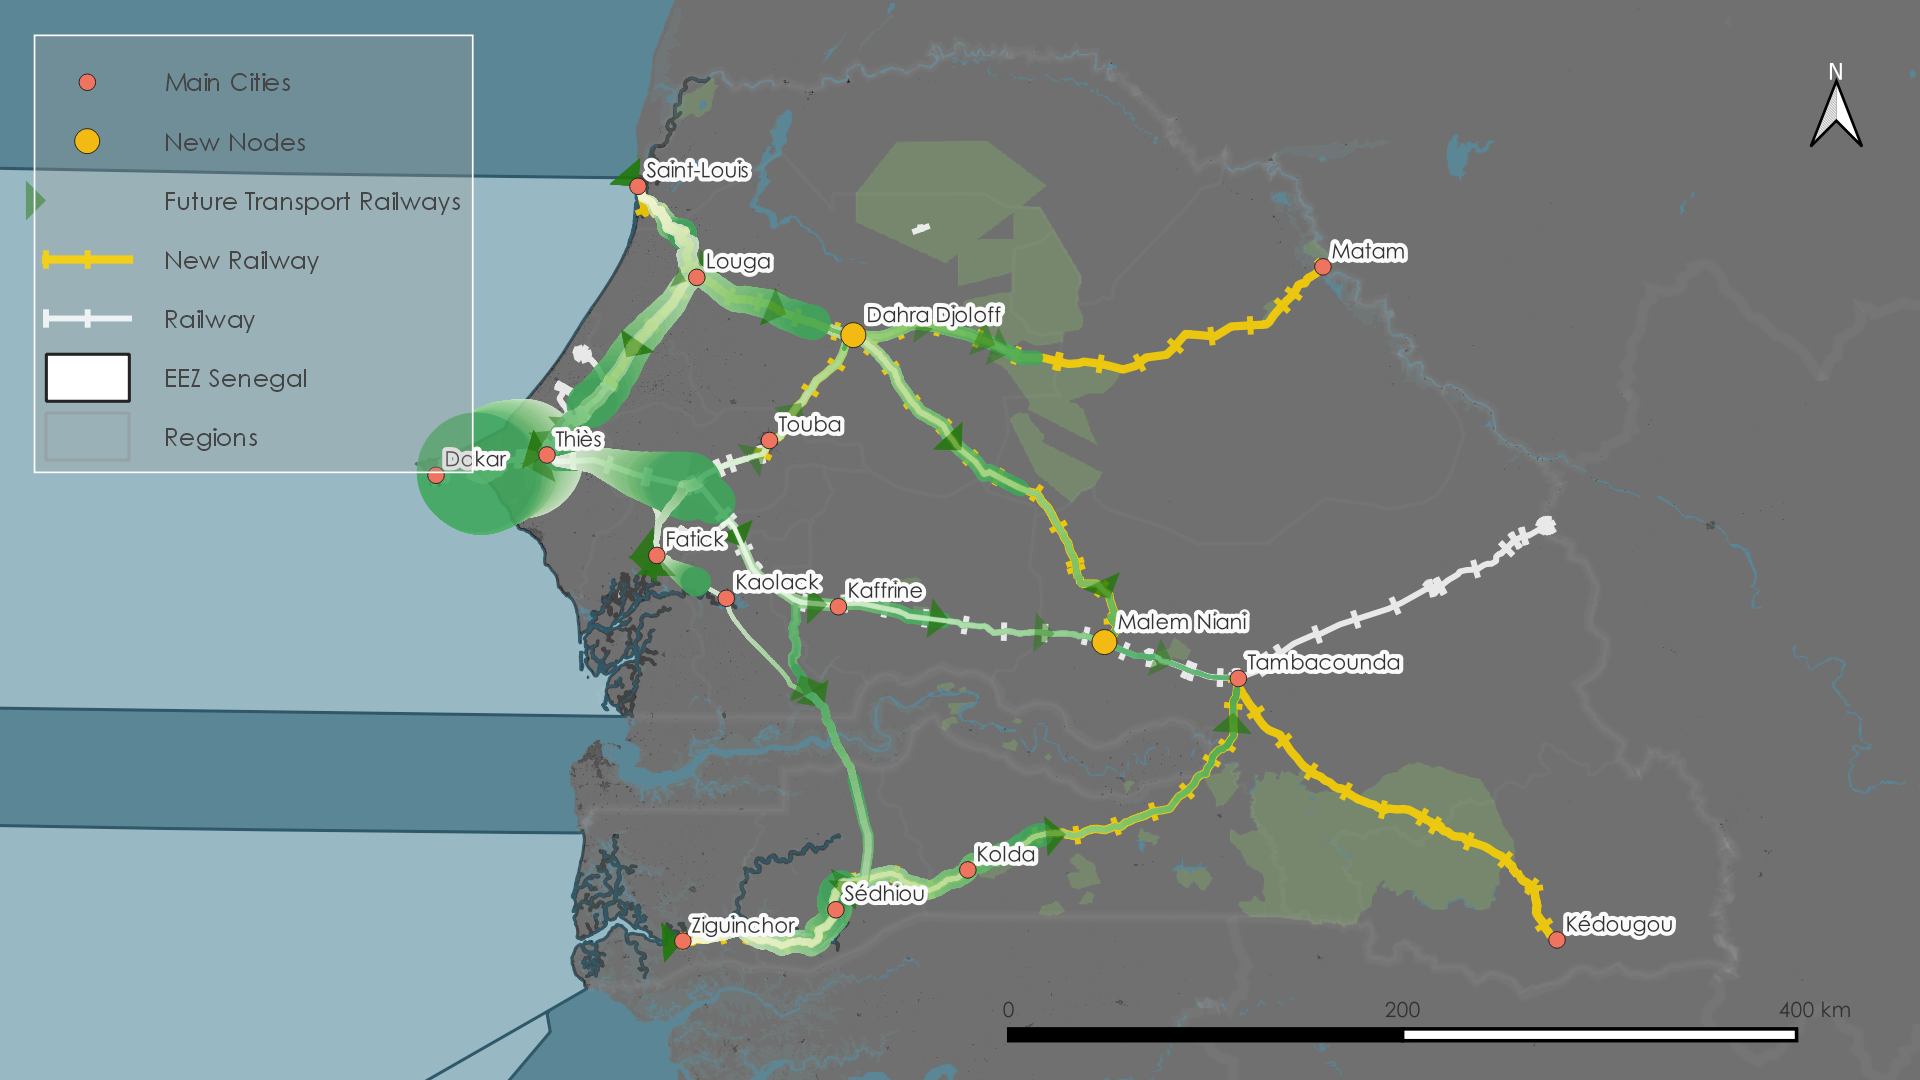 Main Cities
New Nodes
Future Transport Railways
New Railway
Railway
EEZ Senegal
Regions
N
Saint-Louis
Louga
Matam
Dahra Djoloff
Touba
Thiès
Dakar
Fatick
Kaolack
Kaffrine
Malem Niani
Tambacounda
Kolda
Sédhiou
Ziguinchor
Kédougou
0 200 400 km